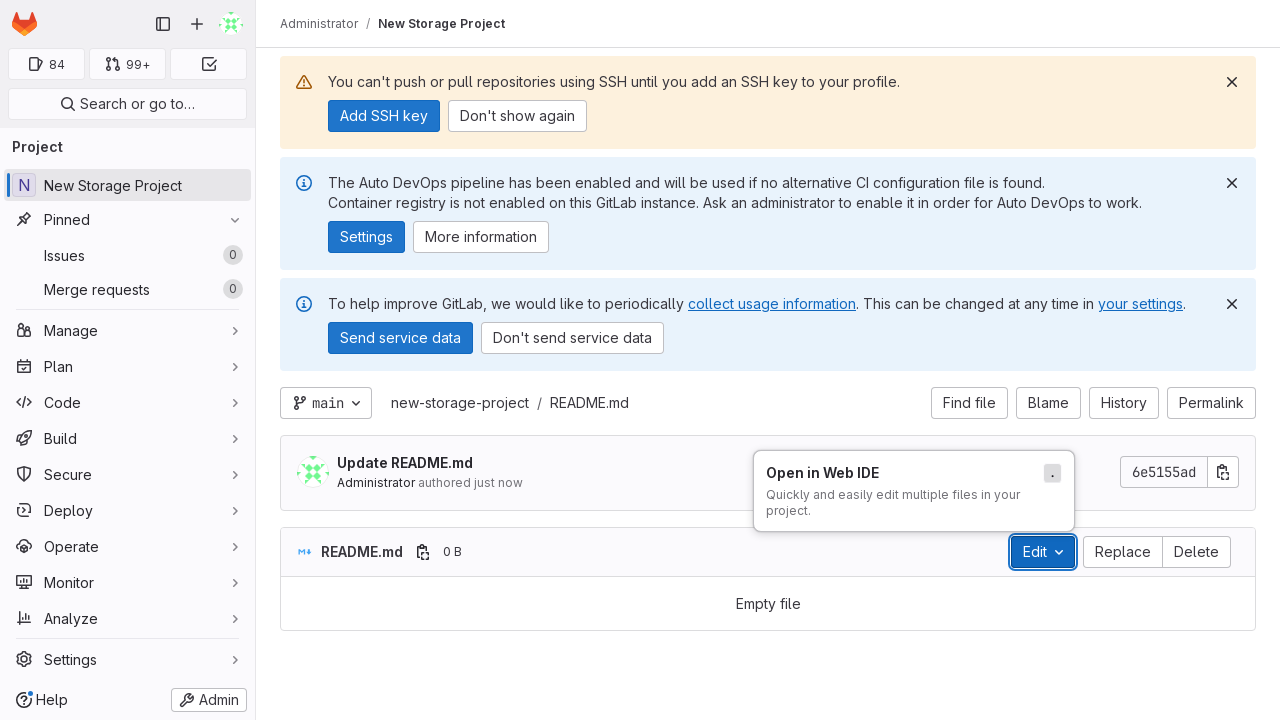 Administrator / New Storage Project
84
99+
Search or go to…
Project
N New Storage Project
Pinned
Issues 0
Merge requests 0
Manage
Plan
Code
Build
Secure
Deploy
Operate
Monitor
Analyze
Settings
Help
Admin
You can't push or pull repositories using SSH until you add an SSH key to your profile.
Add SSH key Don't show again
The Auto DevOps pipeline has been enabled and will be used if no alternative CI configuration file is found.
Container registry is not enabled on this GitLab instance. Ask an administrator to enable it in order for Auto DevOps to work.
Settings More information
To help improve GitLab, we would like to periodically collect usage information. This can be changed at any time in your settings.
Send service data Don't send service data
main new-storage-project / README.md Find file Blame History Permalink
Update README.md
Administrator authored just now
6e5155ad
Open in Web IDE .
Quickly and easily edit multiple files in your
project.
README.md 0 B Edit Replace Delete
Empty file